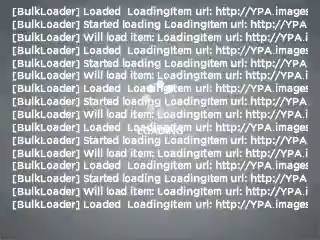 [BulkLoader] Loaded  LoadingItem url: http://YPA.images
[BulkLoader] Started loading LoadingItem url: http://YPA
[BulkLoader] Will load item: LoadingItem url: http://YPA.i
[BulkLoader] Loaded  LoadingItem url: http://YPA.images
[BulkLoader] Started loading LoadingItem url: http://YPA
[BulkLoader] Will load item: LoadingItem url: http://YPA.i
[BulkLoader] Loaded  LoadingItem url: http://YPA.images
[BulkLoader] Started loading LoadingItem url: http://YPA
[BulkLoader] Will load item: LoadingItem url: http://YPA.i
[BulkLoader] Loaded  LoadingItem url: http://YPA.images
LOADING
[BulkLoader] Started loading LoadingItem url: http://YPA
[BulkLoader] Will load item: LoadingItem url: http://YPA.i
[BulkLoader] Loaded  LoadingItem url: http://YPA.images
[BulkLoader] Started loading LoadingItem url: http://YPA
[BulkLoader] Will load item: LoadingItem url: http://YPA.i
[BulkLoader] Loaded  LoadingItem url: http://YPA.images